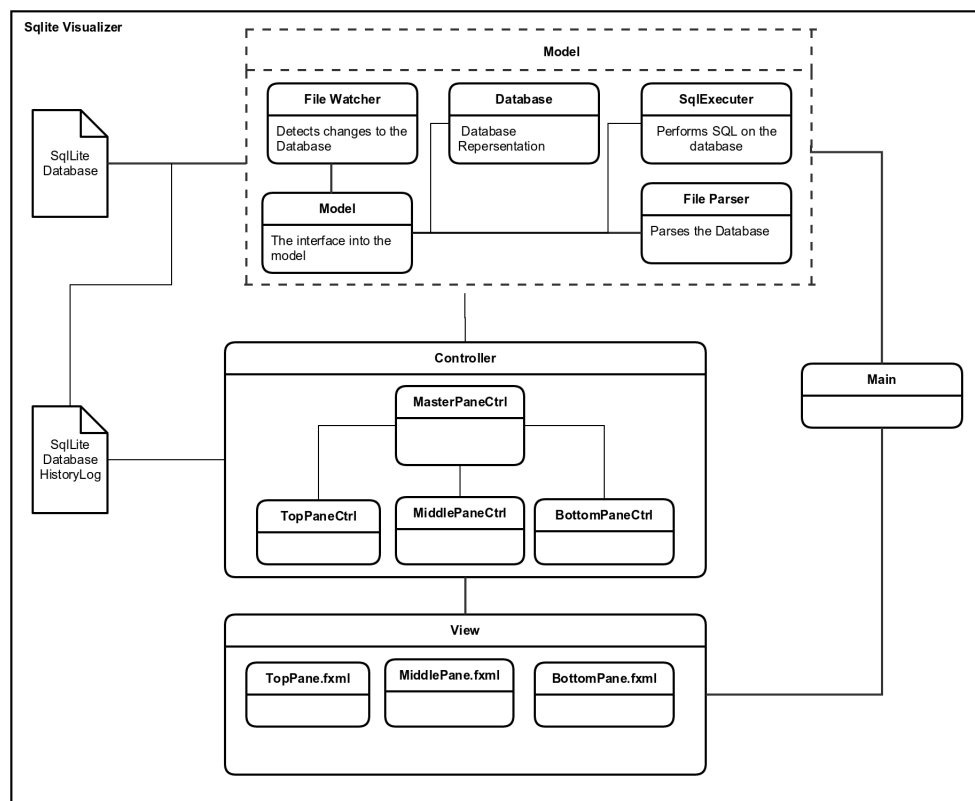 Sqlite Visualizer
Model
File Watcher
Detects changes to the
Database
Database
Database
Repersentation
SqlExecuter
Performs SQL on the
database
SqlLite
Database
Model
The interface into the
model
File Parser
Parses the Database
Controller
MasterPaneCtrl
Main
SqlLite
Database
HistoryLog
TopPaneCtrl
MiddlePaneCtrl
BottomPaneCtrl
View
TopPane.fxml
MiddlePane.fxml
BottomPane.fxml